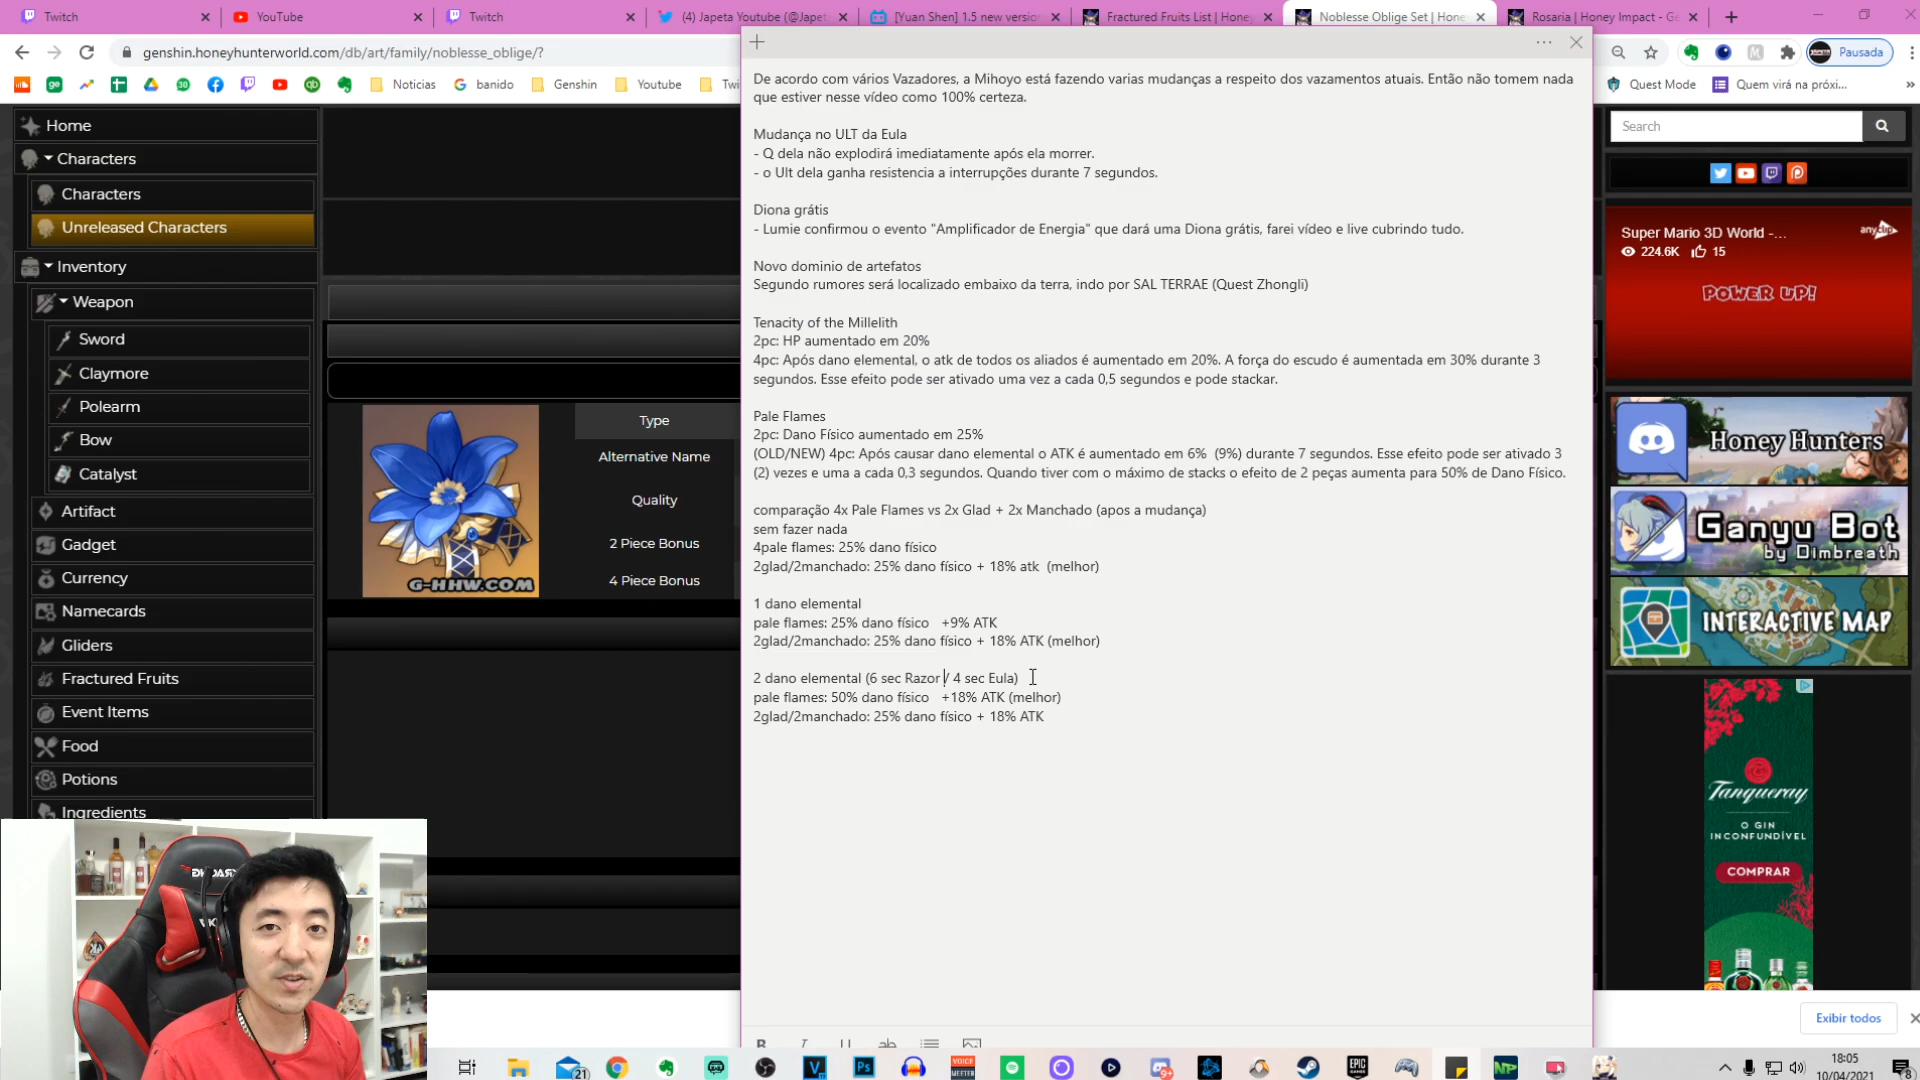 Twitch
YouTube
Twitch
(4) Japeta Youtube (@Japet
[Yuan Shen] 1.5 new version
Fractured Fruits List | Honey
Noblesse Oblige Set | Hone
Rosaria | Honey Impact - Ge
genshin.honeyhunterworld.com/db/art/family/noblesse_oblige/?
Pausada
Noticias
banido
Genshin
Youtube
Twi
Quest Mode
Quem virá na próxi...
Home
Characters
Characters
Unreleased Characters
Inventory
Weapon
Sword
Claymore
Polearm
Bow
Catalyst
Artifact
Gadget
Currency
Namecards
Gliders
Fractured Fruits
Event Items
Food
Potions
Ingredients
G-HHW.COM
Type
Alternative Name
Quality
2 Piece Bonus
4 Piece Bonus
De acordo com vários Vazadores, a Mihoyo está fazendo varias mudanças a respeito dos vazamentos atuais. Então não tomem nada
que estiver nesse vídeo como 100% certeza.
Mudança no ULT da Eula
- Q dela não explodirá imediatamente após ela morrer.
- o Ult dela ganha resistencia a interrupções durante 7 segundos.
Diona grátis
- Lumie confirmou o evento "Amplificador de Energia" que dará uma Diona grátis, farei vídeo e live cubrindo tudo.
Novo dominio de artefatos
Segundo rumores será localizado embaixo da terra, indo por SAL TERRAE (Quest Zhongli)
Tenacity of the Millelith
2pc: HP aumentado em 20%
4pc: Após dano elemental, o atk de todos os aliados é aumentado em 20%. A força do escudo é aumentada em 30% durante 3
segundos. Esse efeito pode ser ativado uma vez a cada 0,5 segundos e pode stackar.
Pale Flames
2pc: Dano Físico aumentado em 25%
(OLD/NEW) 4pc: Após causar dano elemental o ATK é aumentado em 6% (9%) durante 7 segundos. Esse efeito pode ser ativado 3
(2) vezes e uma a cada 0,3 segundos. Quando tiver com o máximo de stacks o efeito de 2 peças aumenta para 50% de Dano Físico.
comparação 4x Pale Flames vs 2x Glad + 2x Manchado (apos a mudança)
sem fazer nada
4pale flames: 25% dano físico
2glad/2manchado: 25% dano físico + 18% atk (melhor)
1 dano elemental
pale flames: 25% dano físico +9% ATK
2glad/2manchado: 25% dano físico + 18% ATK (melhor)
2 dano elemental (6 sec Razor / 4 sec Eula)
pale flames: 50% dano físico +18% ATK (melhor)
2glad/2manchado: 25% dano físico + 18% ATK
Search
Super Mario 3D World -...
224.6K 15
anyclip
POWER UP!
Honey Hunters
Ganyu Bot
by Dimbreath
INTERACTIVE MAP
Tanqueray
O GIN
INCONFUNDÍVEL
COMPRAR
Exibir todos
21
VOICE
MEETER
9+
EPIC
18:05
10/04/2021
8